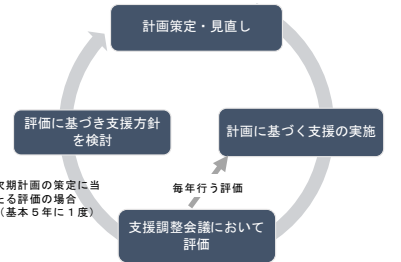 計画策定・見直し
評価に基づき支援方針
を検討
計画に基づく支援の実施
次期計画の策定に当
たる評価の場合
（基本５年に１度）
毎年行う評価
支援調整会議において
評価